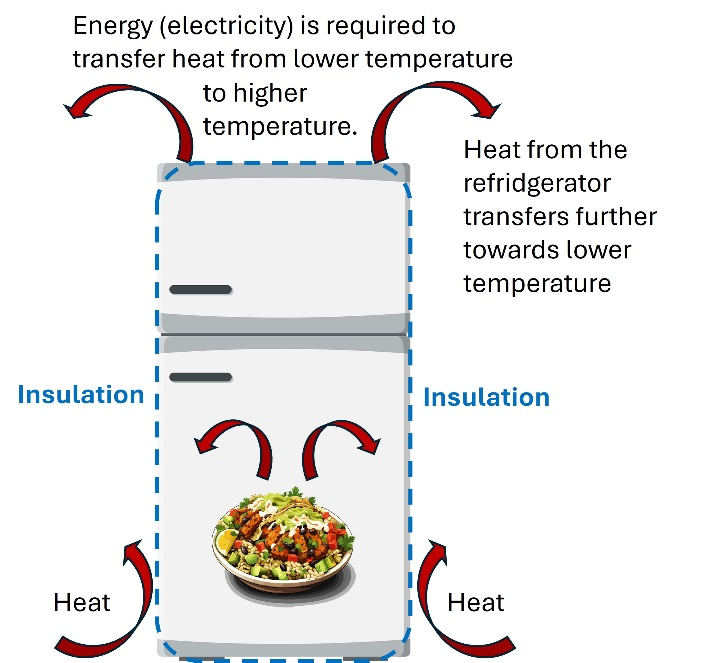 Energy (electricity) is required to
transfer heat from lower temperature
to higher
temperature.
Heat from the
refridgerator
transfers further
towards lower
temperature
Insulation
Insulation
Heat
Heat